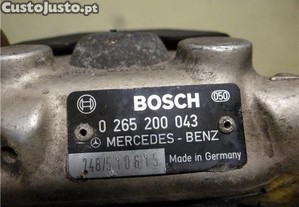 CustoJusto.pt
BOSCH
050
0 265 200 043
MERCEDES-BENZ
Made in Germany